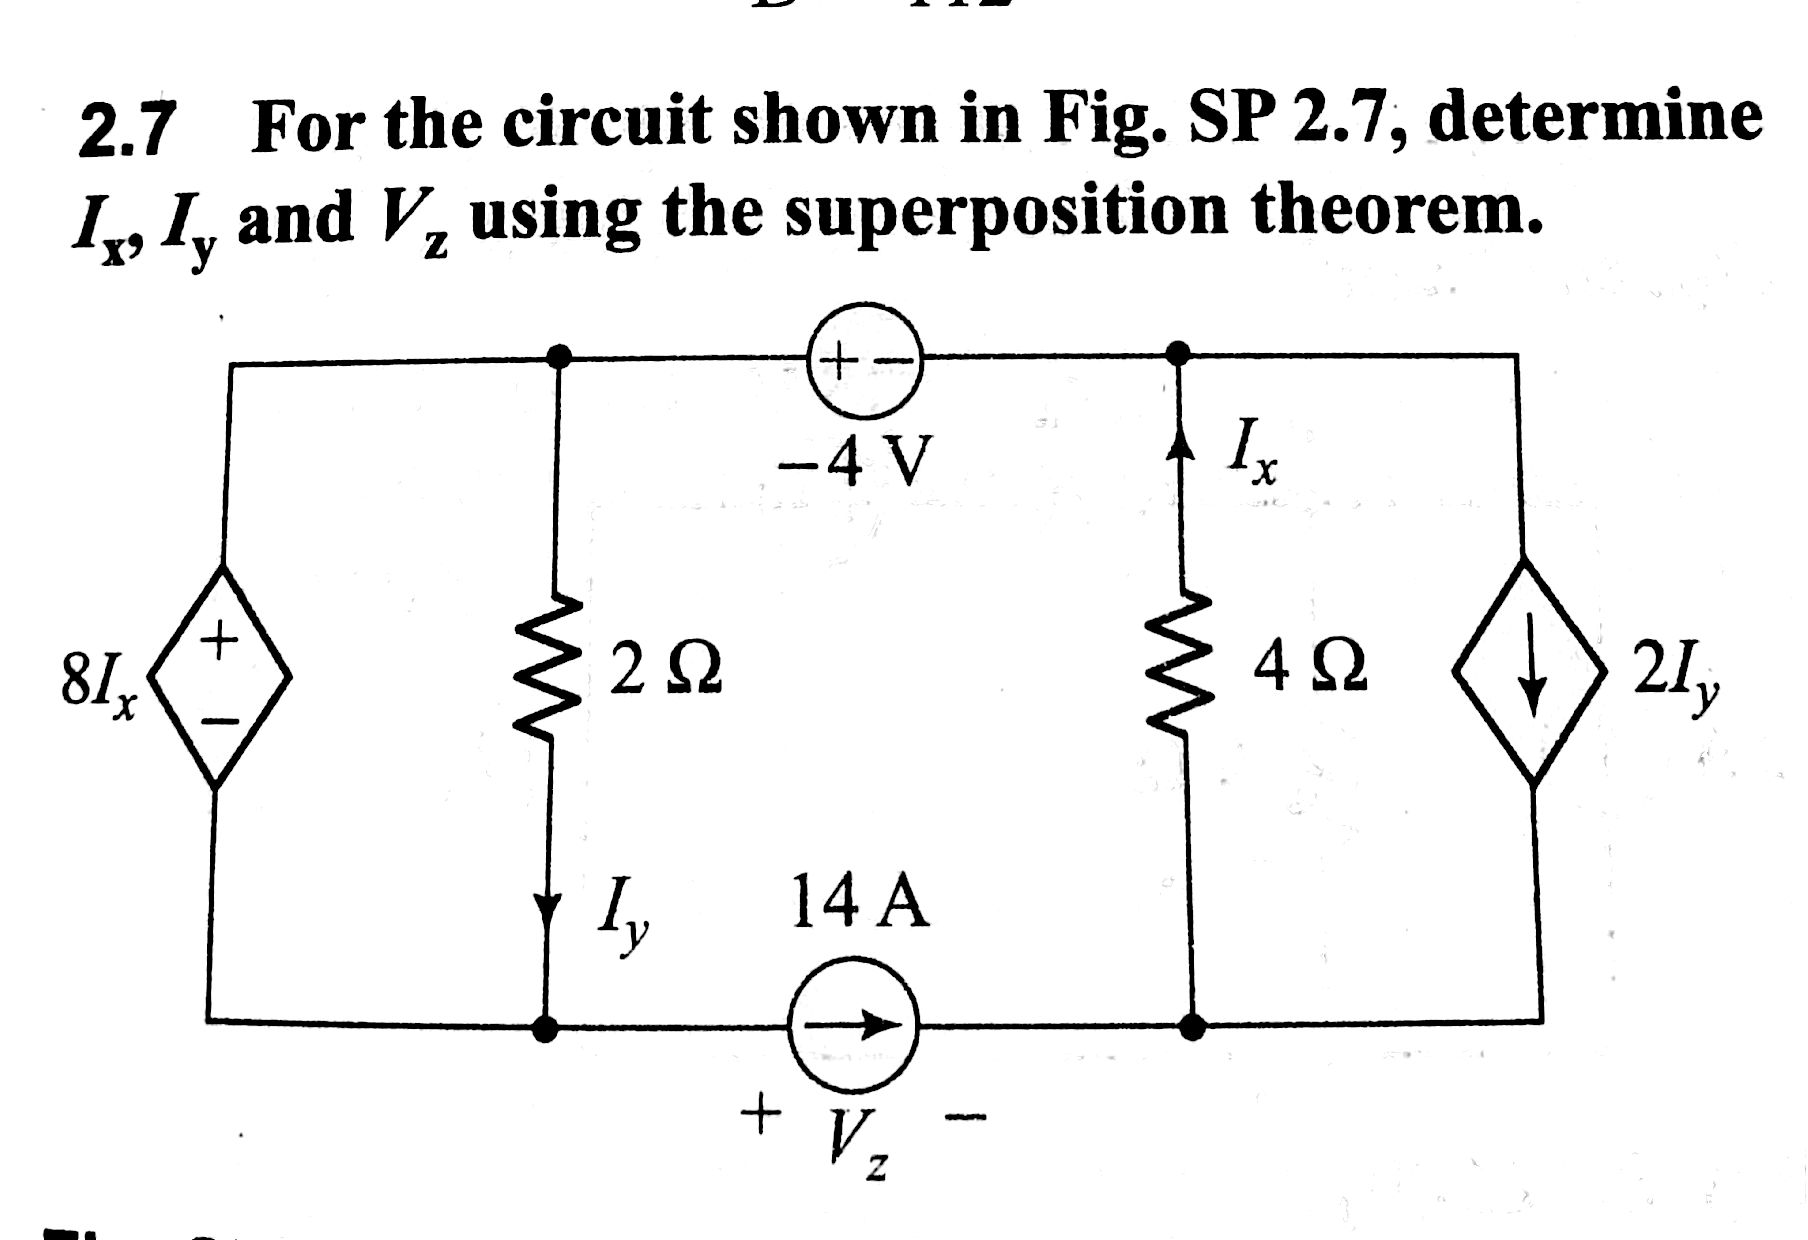 2.7 For the circuit shown in Fig. SP 2.7, determine
Ix, Iy and Vz using the superposition theorem.
+ −
−4 V
Ix
8Ix
+
−
2 Ω
4 Ω
2Iy
Iy
14 A
+ Vz −